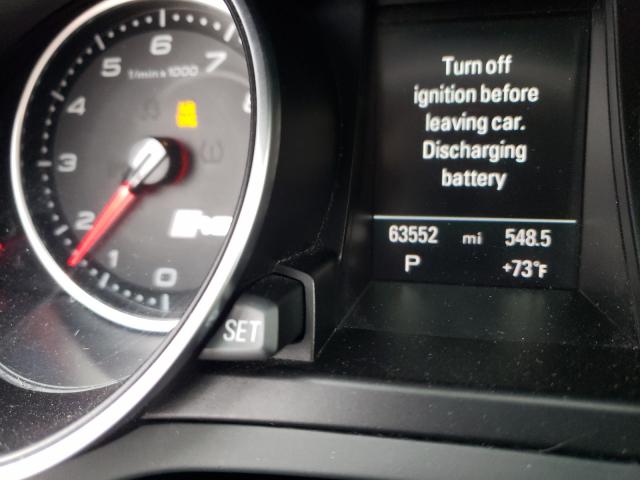 Turn off
ignition before
leaving car.
Discharging
battery
63552 mi 548.5
P +73°F
6
5 7
1/min x 1000
4 8
3
2
1
0
SET